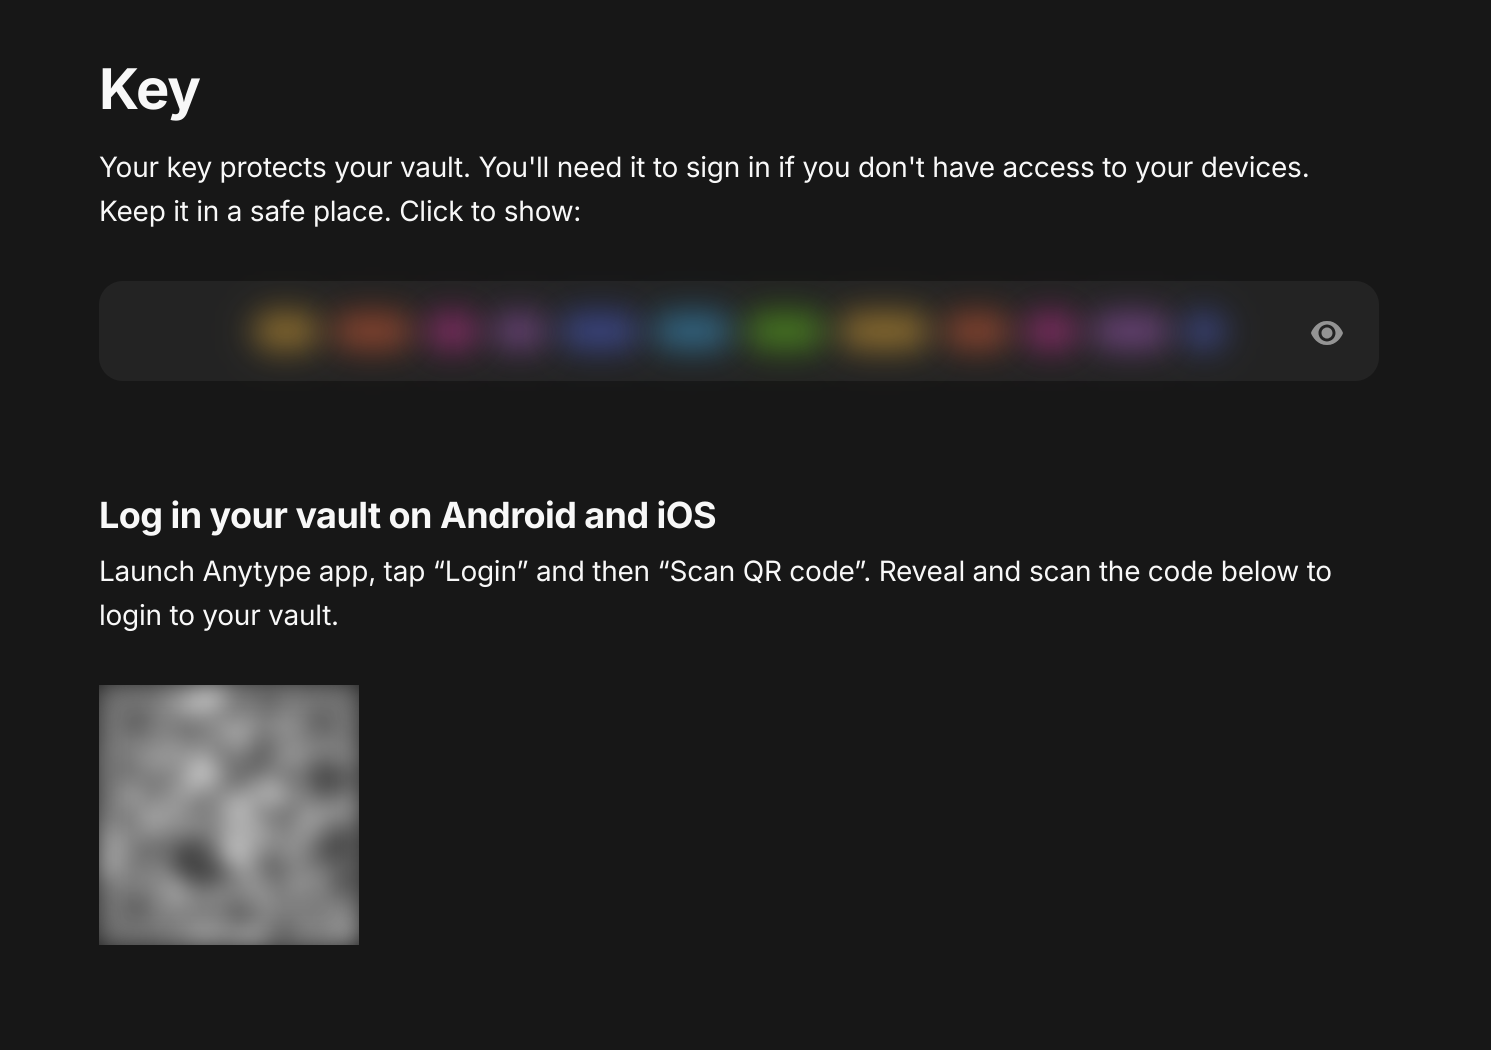 Key
Your key protects your vault. You'll need it to sign in if you don't have access to your devices.
Keep it in a safe place. Click to show:
Log in your vault on Android and iOS
Launch Anytype app, tap “Login” and then “Scan QR code”. Reveal and scan the code below to
login to your vault.